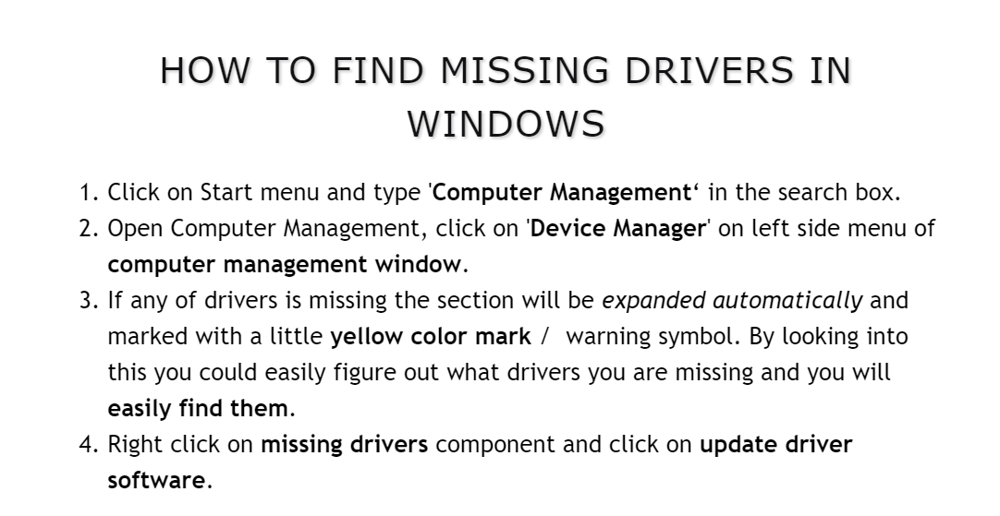 HOW TO FIND MISSING DRIVERS IN
WINDOWS
1. Click on Start menu and type 'Computer Management‘ in the search box.
2. Open Computer Management, click on 'Device Manager' on left side menu of
computer management window.
3. If any of drivers is missing the section will be expanded automatically and
marked with a little yellow color mark /  warning symbol. By looking into
this you could easily figure out what drivers you are missing and you will
easily find them.
4. Right click on missing drivers component and click on update driver
software.